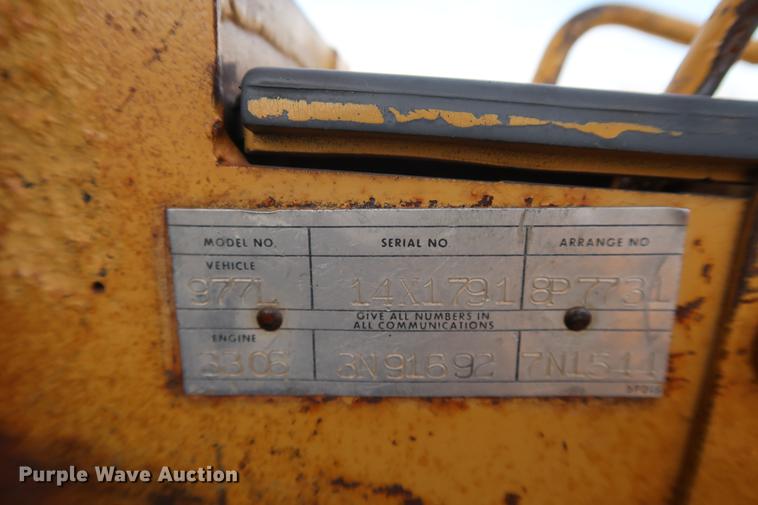 MODEL NO. SERIAL NO ARRANGE NO
VEHICLE
977L 14X1791 8P7731
GIVE ALL NUMBERS IN
ALL COMMUNICATIONS
ENGINE
3306 3N91692 7N1511
Purple Wave Auction